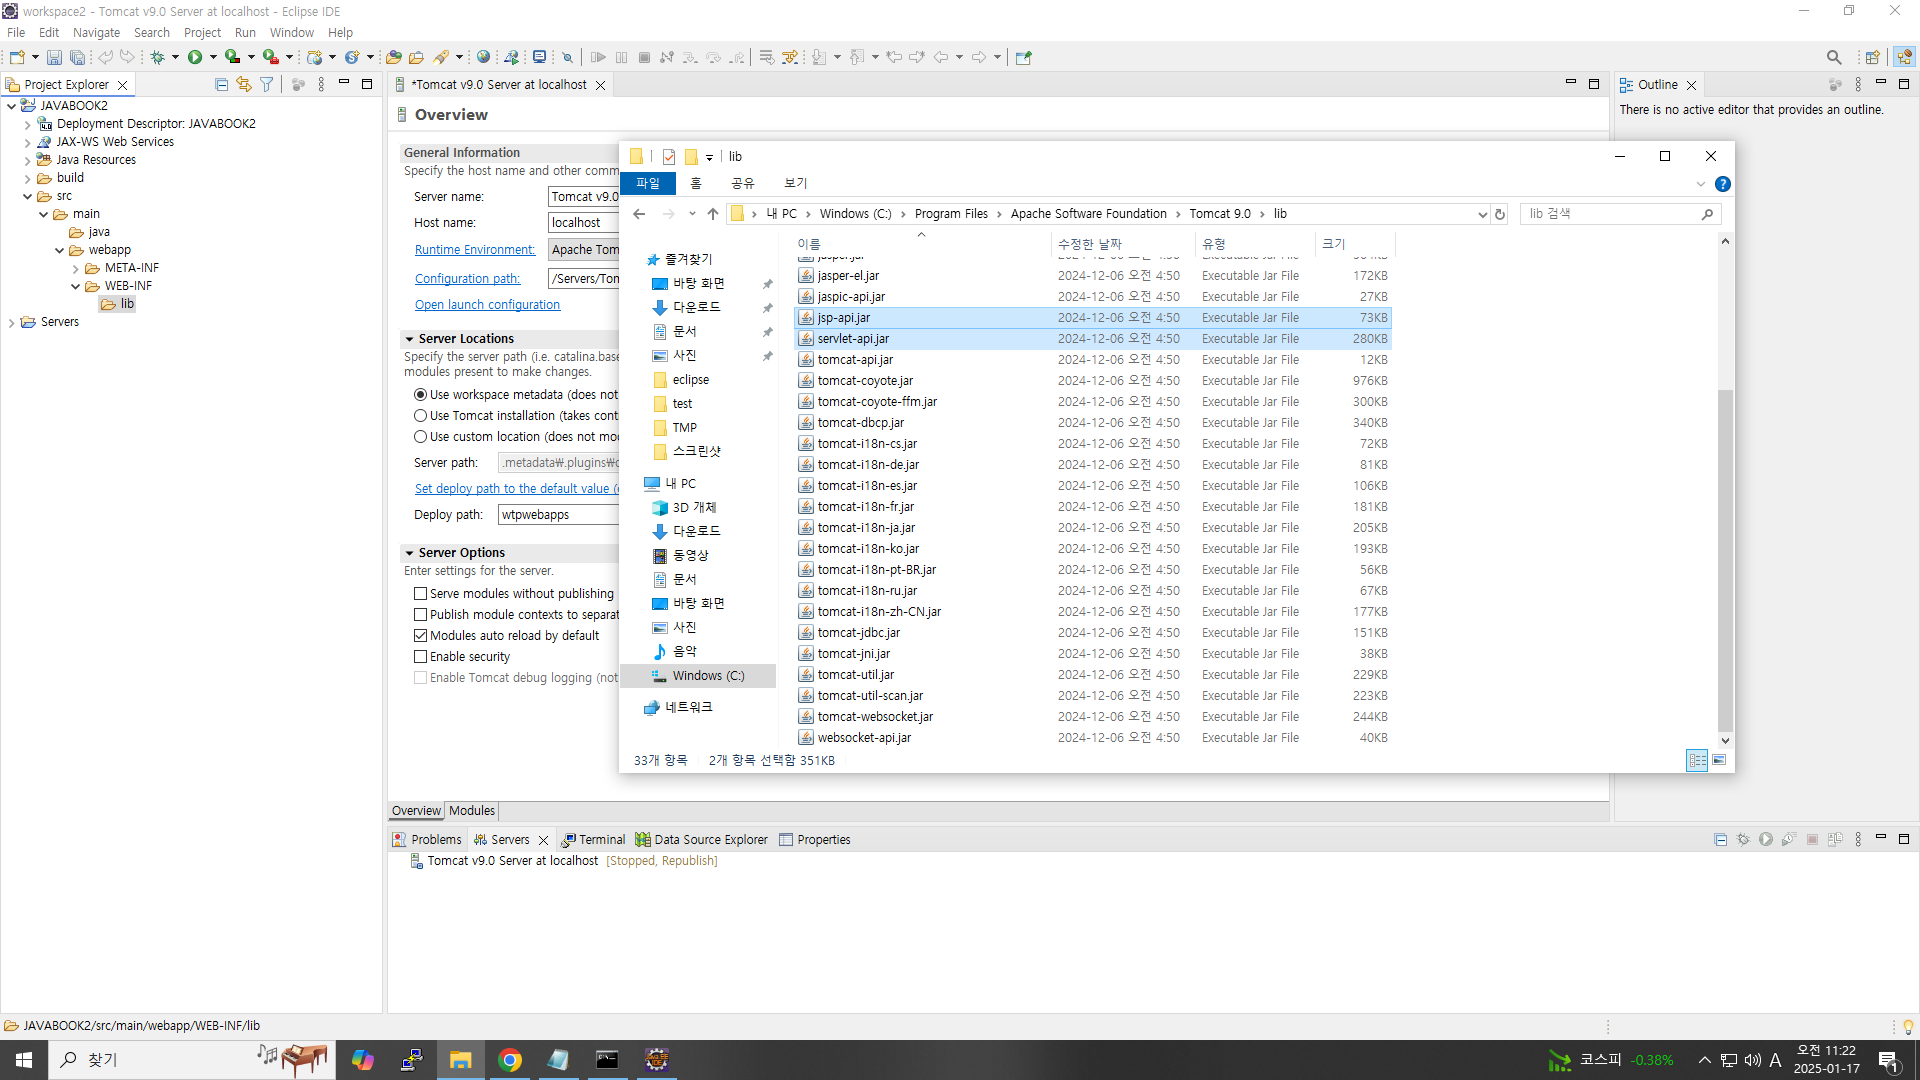 workspace2 - Tomcat v9.0 Server at localhost - Eclipse IDE
File Edit Navigate Search Project Run Window Help
Project Explorer
JAVABOOK2
Deployment Descriptor: JAVABOOK2
JAX-WS Web Services
Java Resources
build
src
main
java
webapp
META-INF
WEB-INF
lib
Servers
*Tomcat v9.0 Server at localhost
Overview
General Information
Specify the host name and other comm
Server name: Tomcat v9.0
Host name: localhost
Runtime Environment: Apache Tom
Configuration path: /Servers/Ton
Open launch configuration
Server Locations
Specify the server path (i.e. catalina.base
modules present to make changes.
Use workspace metadata (does not
Use Tomcat installation (takes cont
Use custom location (does not mod
Server path: .metadata₩.plugins₩
Set deploy path to the default value (
Deploy path: wtpwebapps
Server Options
Enter settings for the server.
Serve modules without publishing
Publish module contexts to separat
Modules auto reload by default
Enable security
Enable Tomcat debug logging (not
Overview Modules
Outline
There is no active editor that provides an outline.
lib
파일 홈 공유 보기
내 PC > Windows (C:) > Program Files > Apache Software Foundation > Tomcat 9.0 > lib
lib 검색
즐겨찾기
바탕 화면
다운로드
문서
사진
eclipse
test
TMP
스크린샷
내 PC
3D 개체
다운로드
동영상
문서
바탕 화면
사진
음악
Windows (C:)
네트워크
이름 수정한 날짜 유형 크기
jasper-el.jar 2024-12-06 오전 4:50 Executable Jar File 172KB
jaspic-api.jar 2024-12-06 오전 4:50 Executable Jar File 27KB
jsp-api.jar 2024-12-06 오전 4:50 Executable Jar File 73KB
servlet-api.jar 2024-12-06 오전 4:50 Executable Jar File 280KB
tomcat-api.jar 2024-12-06 오전 4:50 Executable Jar File 12KB
tomcat-coyote.jar 2024-12-06 오전 4:50 Executable Jar File 976KB
tomcat-coyote-ffm.jar 2024-12-06 오전 4:50 Executable Jar File 300KB
tomcat-dbcp.jar 2024-12-06 오전 4:50 Executable Jar File 340KB
tomcat-i18n-cs.jar 2024-12-06 오전 4:50 Executable Jar File 72KB
tomcat-i18n-de.jar 2024-12-06 오전 4:50 Executable Jar File 81KB
tomcat-i18n-es.jar 2024-12-06 오전 4:50 Executable Jar File 106KB
tomcat-i18n-fr.jar 2024-12-06 오전 4:50 Executable Jar File 181KB
tomcat-i18n-ja.jar 2024-12-06 오전 4:50 Executable Jar File 205KB
tomcat-i18n-ko.jar 2024-12-06 오전 4:50 Executable Jar File 193KB
tomcat-i18n-pt-BR.jar 2024-12-06 오전 4:50 Executable Jar File 56KB
tomcat-i18n-ru.jar 2024-12-06 오전 4:50 Executable Jar File 67KB
tomcat-i18n-zh-CN.jar 2024-12-06 오전 4:50 Executable Jar File 177KB
tomcat-jdbc.jar 2024-12-06 오전 4:50 Executable Jar File 151KB
tomcat-jni.jar 2024-12-06 오전 4:50 Executable Jar File 38KB
tomcat-util.jar 2024-12-06 오전 4:50 Executable Jar File 229KB
tomcat-util-scan.jar 2024-12-06 오전 4:50 Executable Jar File 223KB
tomcat-websocket.jar 2024-12-06 오전 4:50 Executable Jar File 244KB
websocket-api.jar 2024-12-06 오전 4:50 Executable Jar File 40KB
33개 항목 2개 항목 선택함 351KB
Problems Servers Terminal Data Source Explorer Properties
Tomcat v9.0 Server at localhost [Stopped, Republish]
JAVABOOK2/src/main/webapp/WEB-INF/lib
찾기
코스피 -0.38%
A
오전 11:22
2025-01-17
1